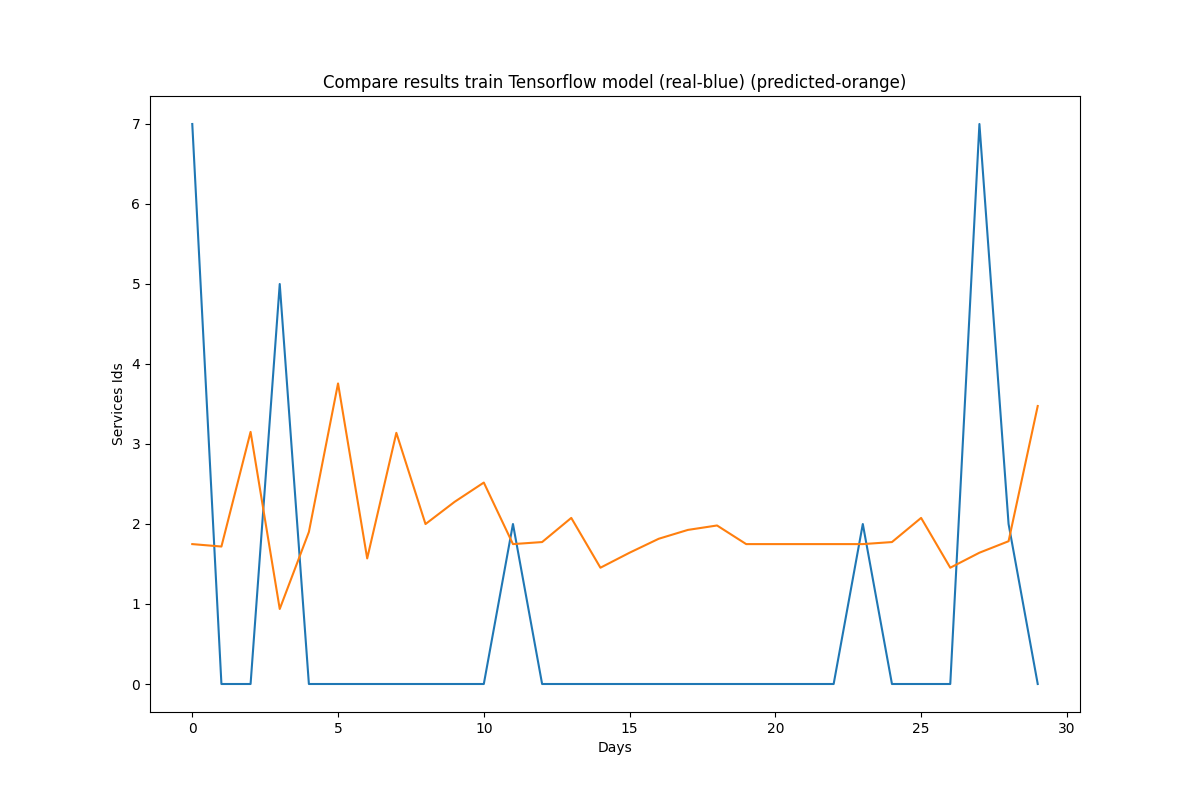 Compare results train Tensorflow model (real-blue) (predicted-orange)
7
6
5
4
3
2
1
0
Services Ids
0 5 10 15 20 25 30
Days